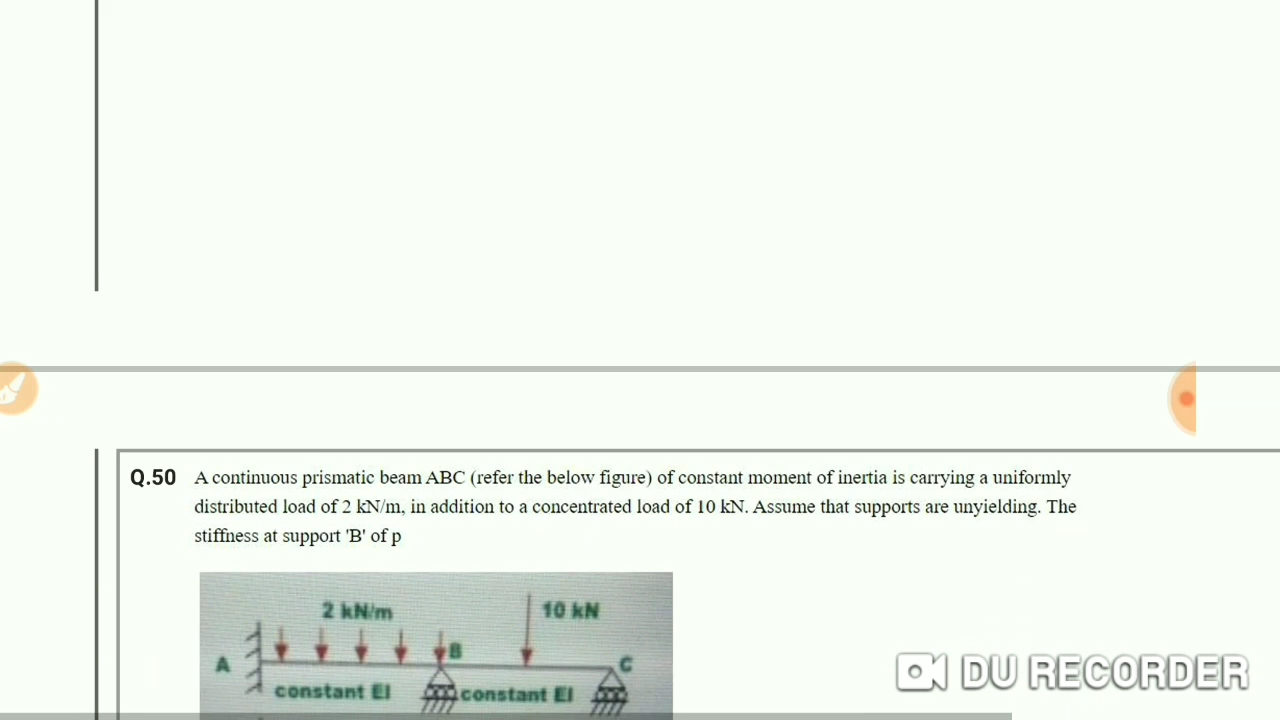 Q.50 A continuous prismatic beam ABC (refer the below figure) of constant moment of inertia is carrying a uniformly
distributed load of 2 kN/m, in addition to a concentrated load of 10 kN. Assume that supports are unyielding. The
stiffness at support 'B' of p
2 kN/m 10 kN
B
A C
constant EI constant EI
DU RECORDER